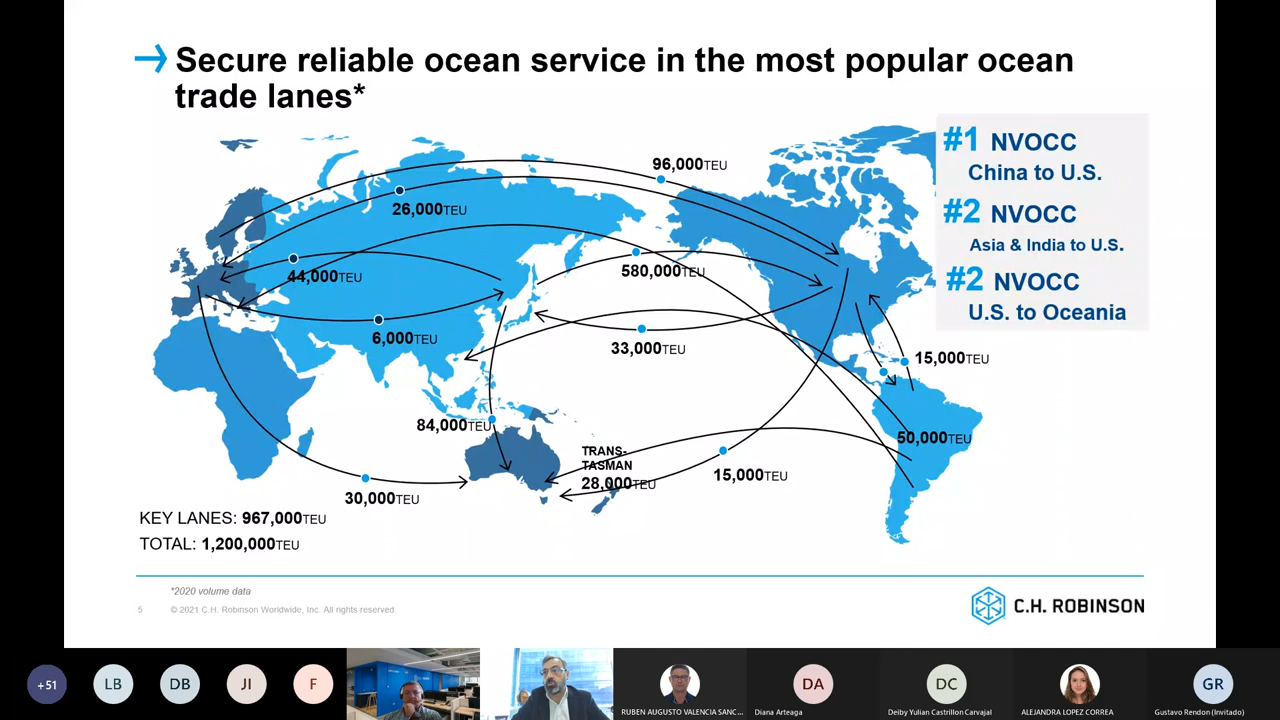 Secure reliable ocean service in the most popular ocean
trade lanes*
#1 NVOCC
China to U.S.
#2 NVOCC
Asia & India to U.S.
#2 NVOCC
U.S. to Oceania
96,000TEU
26,000TEU
44,000TEU
580,000TEU
6,000TEU
33,000TEU
15,000TEU
84,000TEU
50,000TEU
TRANS-
TASMAN
28,000TEU
15,000TEU
30,000TEU
KEY LANES: 967,000TEU
TOTAL: 1,200,000TEU
*2020 volume data
5 © 2021 C.H. Robinson Worldwide, Inc. All rights reserved.
C.H. ROBINSON
+51
LB
DB
JI
F
RUBEN AUGUSTO VALENCIA SANC...
DA
Diana Arteaga
DC
Deiby Yulian Castrillon Carvajal
ALEJANDRA LOPEZ CORREA
GR
Gustavo Rendon (Invitado)